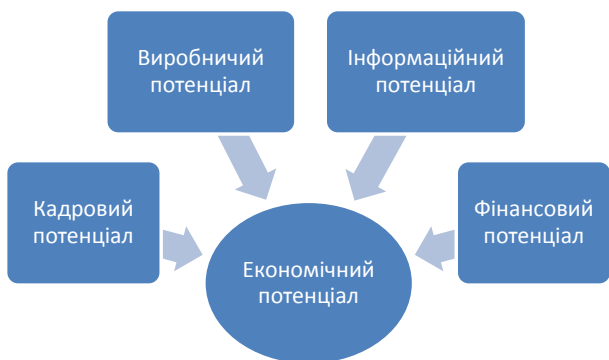 Виробничий
потенціал
Інформаційний
потенціал
Кадровий
потенціал
Фінансовий
потенціал
Економічний
потенціал